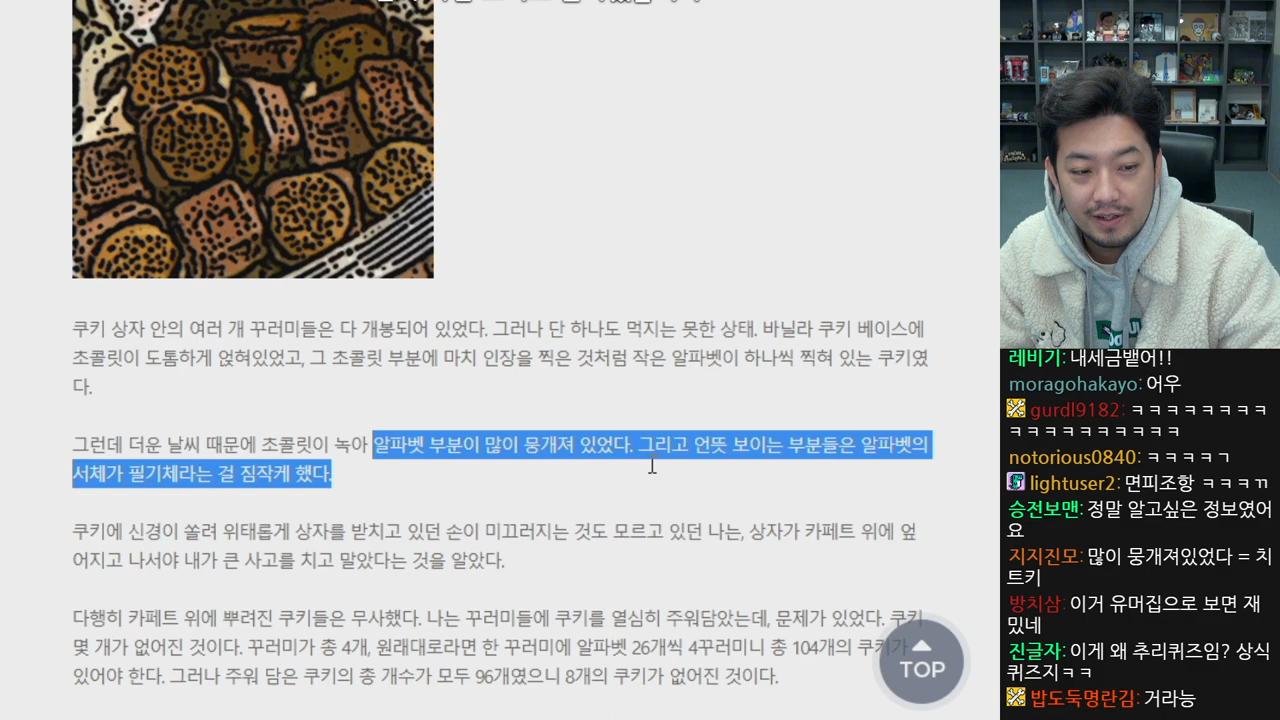 쿠키 상자 안의 여러 개 꾸러미들은 다 개봉되어 있었다. 그러나 단 하나도 먹지는 못한 상태. 바닐라 쿠키 베이스에
초콜릿이 도톰하게 얹혀있었고, 그 초콜릿 부분에 마치 인장을 찍은 것처럼 작은 알파벳이 하나씩 찍혀 있는 쿠키였
다.
그런데 더운 날씨 때문에 초콜릿이 녹아 알파벳 부분이 많이 뭉개져 있었다. 그리고 언뜻 보이는 부분들은 알파벳의
서체가 필기체라는 걸 짐작케 했다.
쿠키에 신경이 쏠려 위태롭게 상자를 받치고 있던 손이 미끄러지는 것도 모르고 있던 나는, 상자가 카페트 위에 엎
어지고 나서야 내가 큰 사고를 치고 말았다는 것을 알았다.
다행히 카페트 위에 뿌려진 쿠키들은 무사했다. 나는 꾸러미들에 쿠키를 열심히 주워담았는데, 문제가 있었다. 쿠키
몇 개가 없어진 것이다. 꾸러미가 총 4개, 원래대로라면 한 꾸러미에 알파벳 26개씩 4꾸러미니 총 104개의 쿠키가
있어야 한다. 그러나 주워 담은 쿠키의 총 개수가 모두 96개였으니 8개의 쿠키가 없어진 것이다.
TOP
레비기: 내세금뱉어!!
moragohakayo: 어우
gurdl9182: ㅋㅋㅋㅋㅋㅋㅋㅋ
ㅋㅋㅋㅋㅋㅋㅋㅋㅋㅋ
notorious0840: ㅋㅋㅋㅋㄱ
lightuser2: 면피조항 ㅋㅋㅋㄲ
승전보맨: 정말 알고싶은 정보였어
요
지지진모: 많이 뭉개져있었다 = 치
트키
방치삼: 이거 유머집으로 보면 재
밌네
진글자: 이게 왜 추리퀴즈임? 상식
퀴즈지ㅋㅋ
밥도둑명란김: 거라능